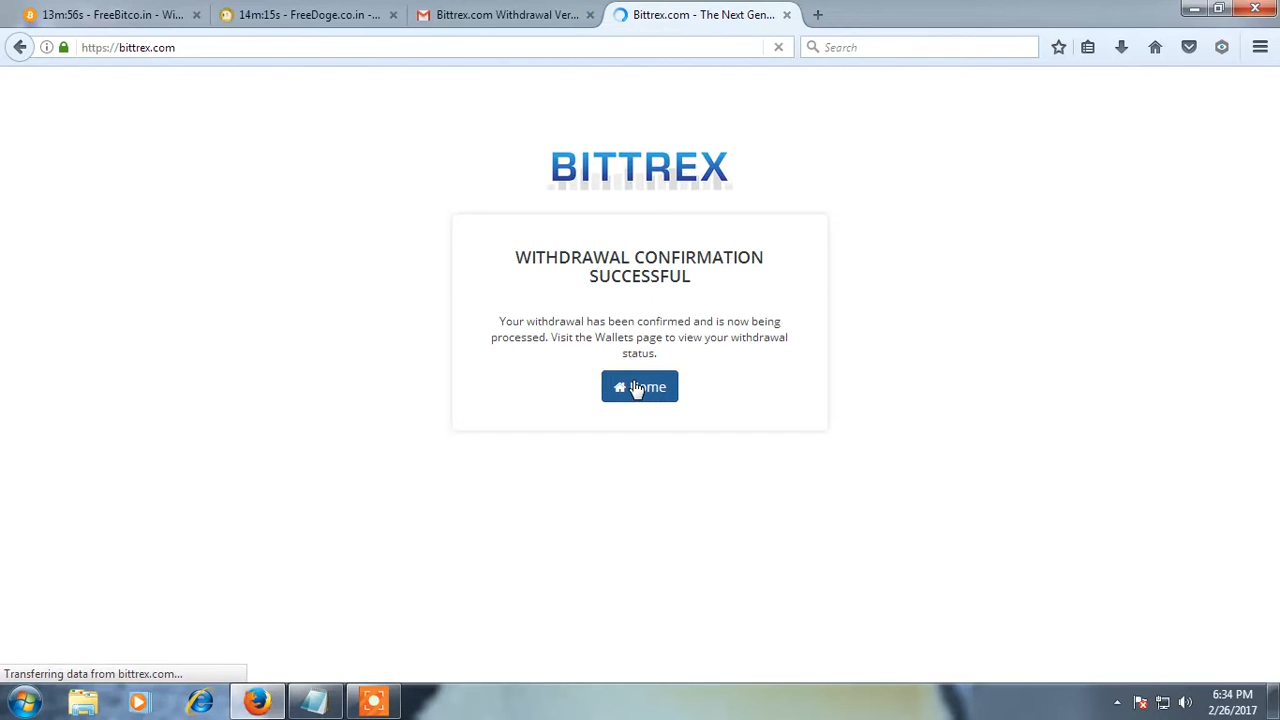 13m:56s - FreeBitco.in - Wi...
14m:15s - FreeDoge.co.in -...
Bittrex.com Withdrawal Ver...
Bittrex.com - The Next Gen...
https://bittrex.com
Search
BITTREX
WITHDRAWAL CONFIRMATION
SUCCESSFUL
Your withdrawal has been confirmed and is now being
processed. Visit the Wallets page to view your withdrawal
status.
Home
Transferring data from bittrex.com...
6:34 PM
2/26/2017